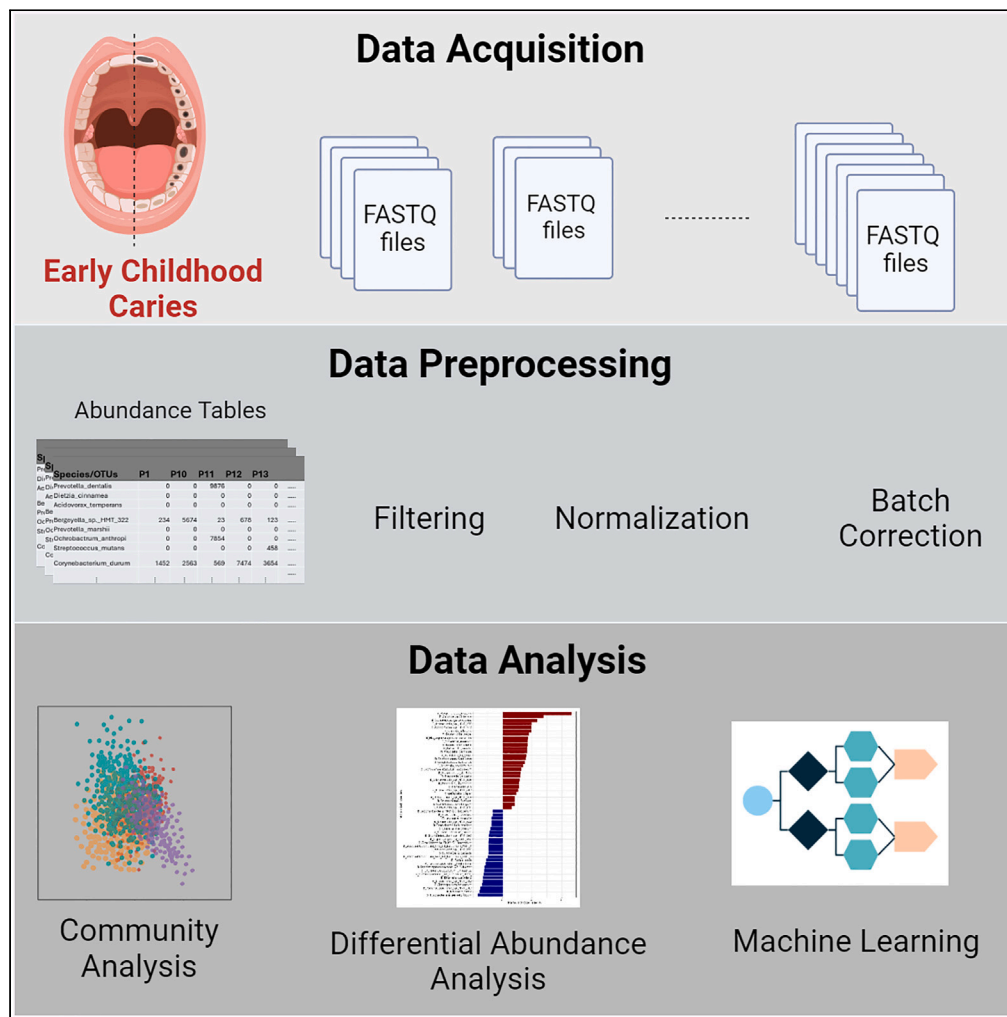 Data Acquisition
FASTQ
files
FASTQ
files
FASTQ
files
Early Childhood
Caries
Data Preprocessing
Abundance Tables
Species/OTUs P1 P10 P11 P12 P13
Prevotella_dentalis 0 0 9876 0 0
Dietzia_cinnamea 0 0 0 0 0
Acidovorax_temperans 0 0 0 0 0
Bergeyella_sp._HMT_322 234 5674 23 678 123
Prevotella_marshii 0 0 0 0 0
Ochrobactrum_anthropi 0 0 7854 0 0
Streptococcus_mutans 0 0 0 0 458
Corynebacterium_durum 1452 2563 569 7474 3654
Filtering
Normalization
Batch
Correction
Data Analysis
Community
Analysis
Differential Abundance
Analysis
Machine Learning